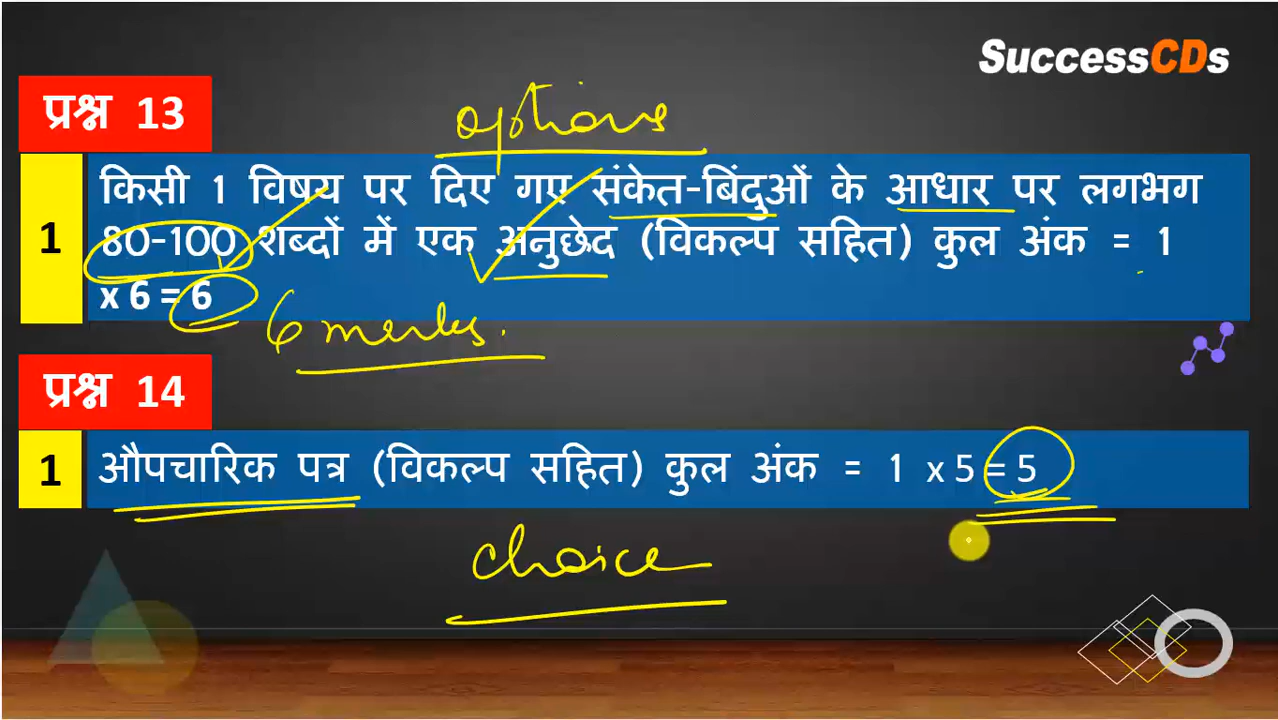 SuccessCDs
प्रश्न 13
options
1
किसी 1 विषय पर दिए गए संकेत-बिंदुओं के आधार पर लगभग
80-100 शब्दों में एक अनुछेद (विकल्प सहित) कुल अंक = 1
x 6 = 6
6 marks.
प्रश्न 14
1
औपचारिक पत्र (विकल्प सहित) कुल अंक = 1 x 5 = 5
choice